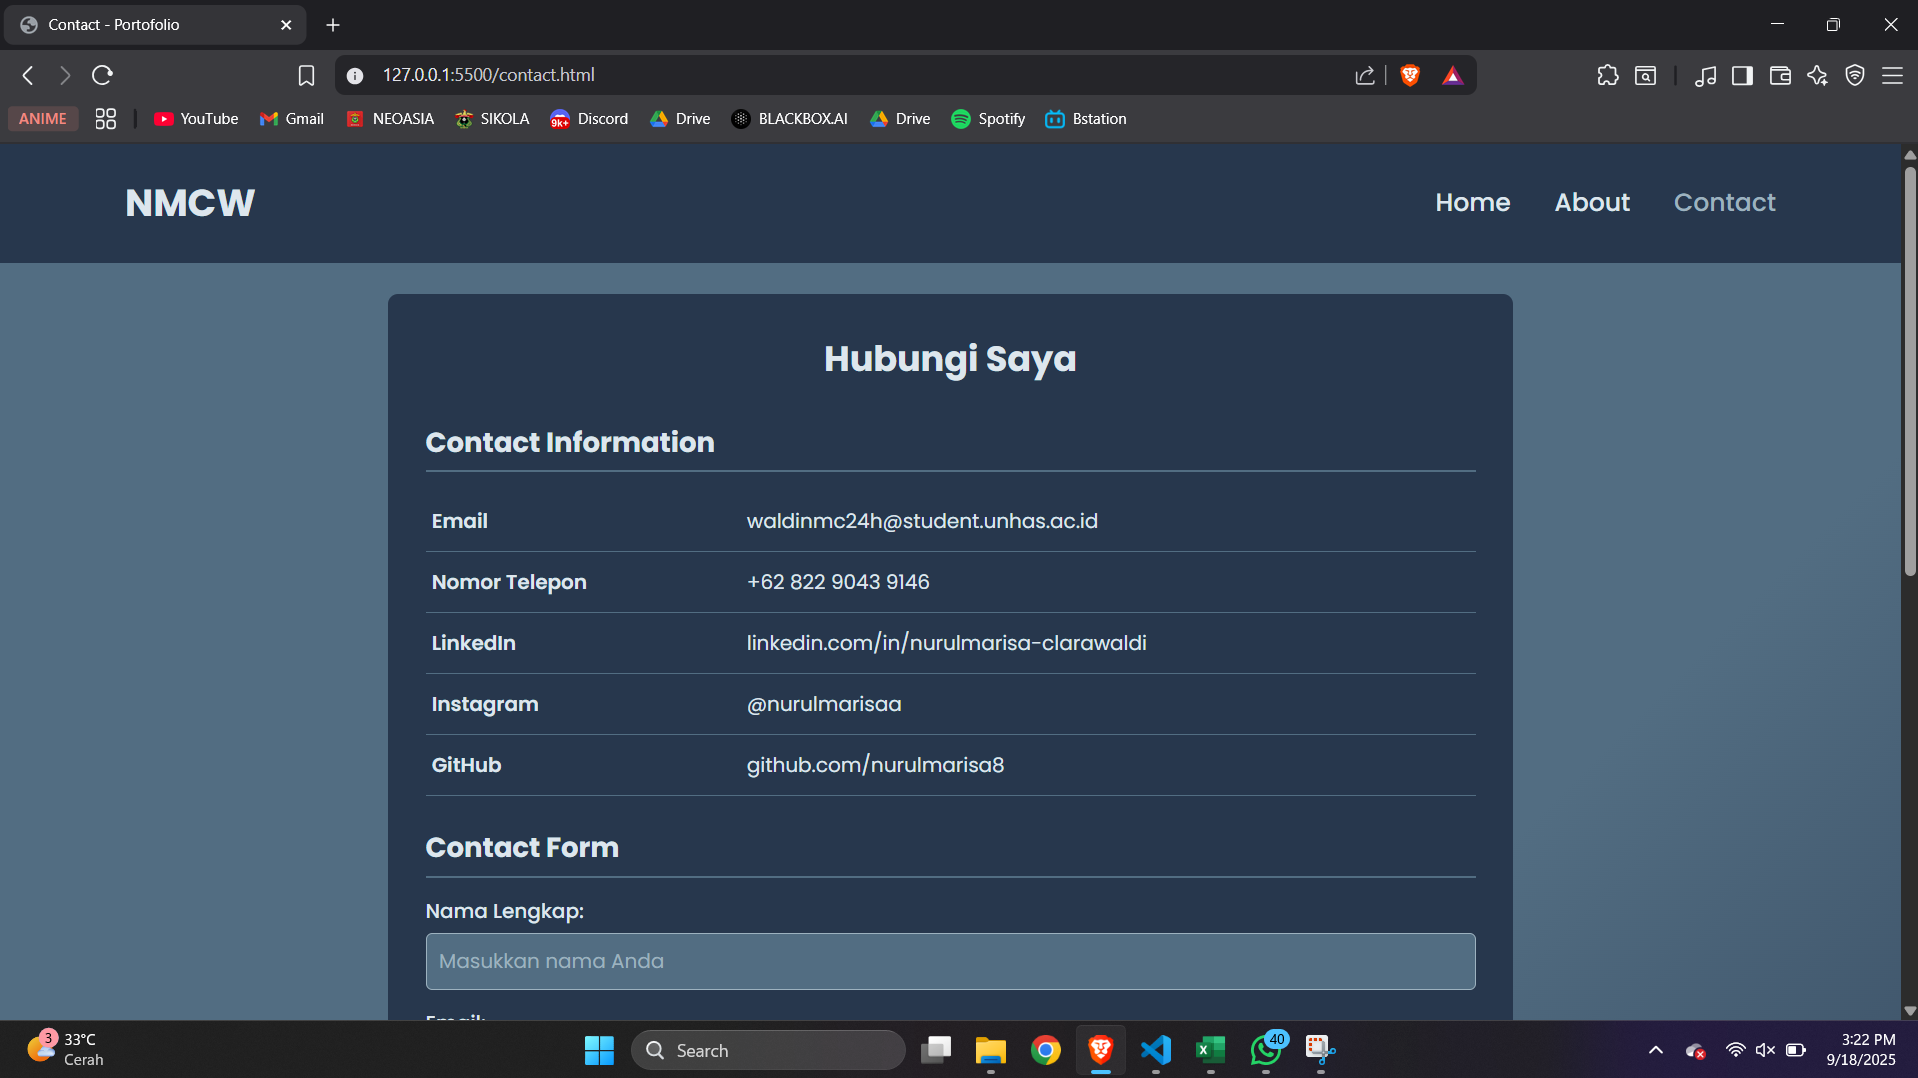 Contact - Portofolio
127.0.0.1:5500/contact.html
ANIME YouTube Gmail NEOASIA SIKOLA 9k+ Discord Drive BLACKBOX.AI Drive Spotify Bstation
NMCW Home About Contact
Hubungi Saya
Contact Information
Email waldinmc24h@student.unhas.ac.id
Nomor Telepon +62 822 9043 9146
LinkedIn linkedin.com/in/nurulmarisa-clarawaldi
Instagram @nurulmarisaa
GitHub github.com/nurulmarisa8
Contact Form
Nama Lengkap:
Masukkan nama Anda
Email:
3 33°C
Cerah
Search
40
3:22 PM
9/18/2025